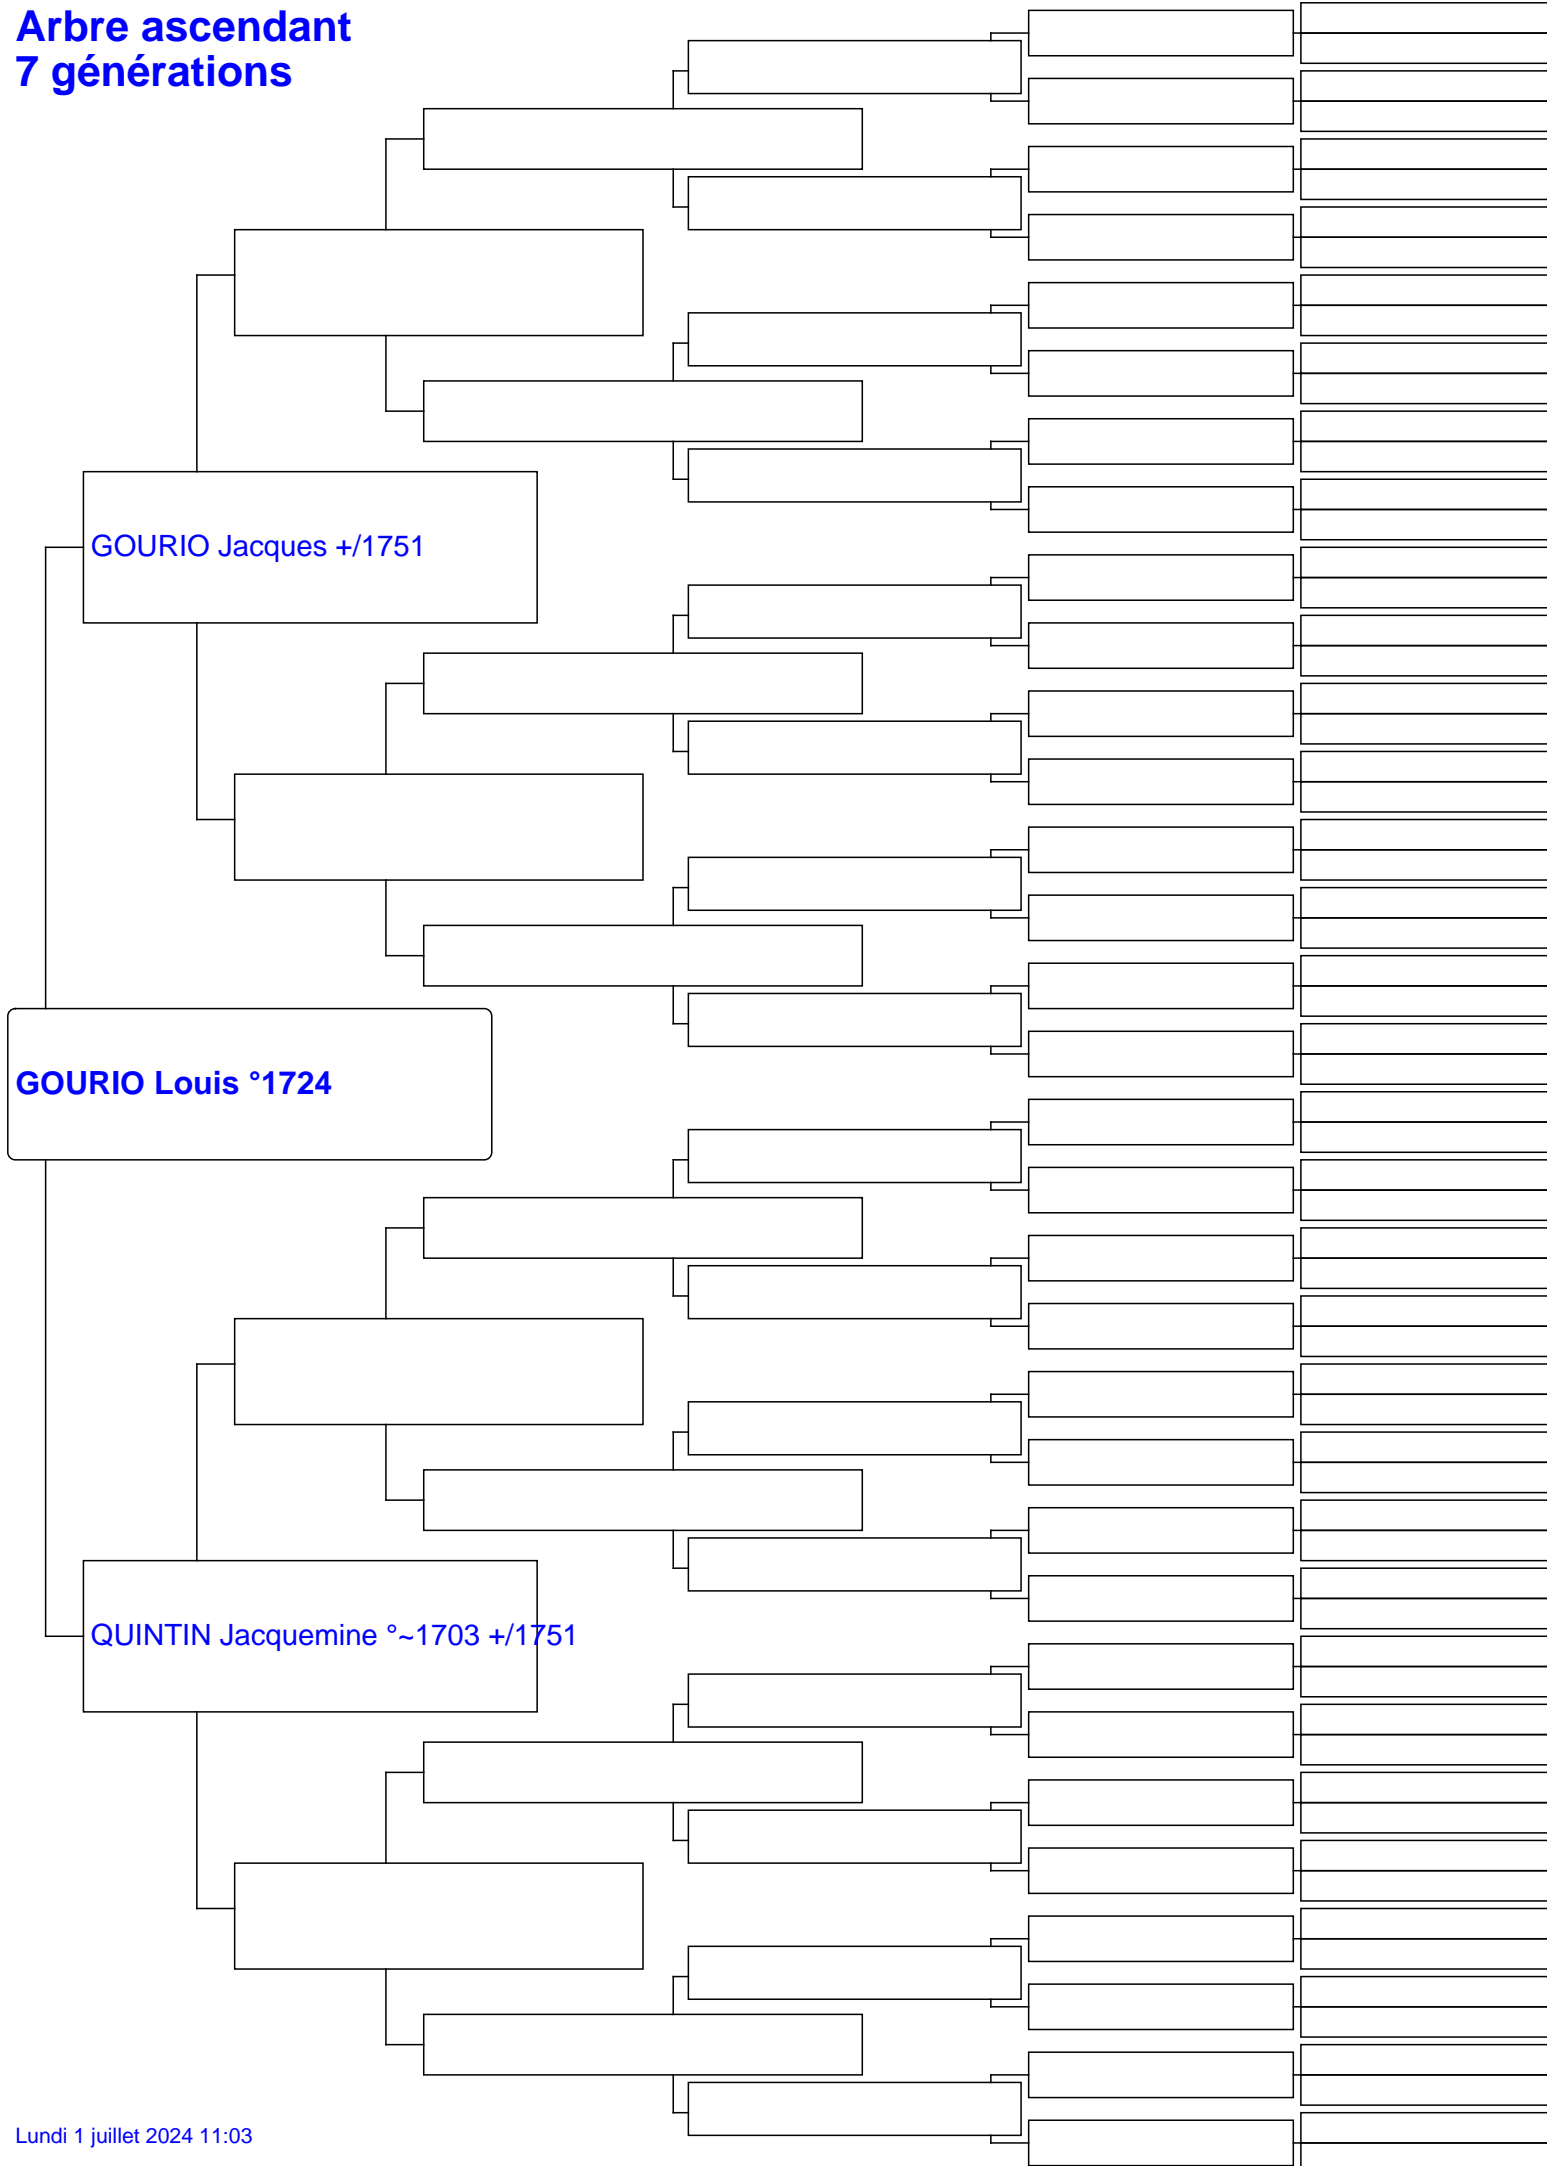 Arbre ascendant
7 générations
GOURIO Jacques +/1751
GOURIO Louis °1724
QUINTIN Jacquemine °~1703 +/1751
Lundi 1 juillet 2024 11:03